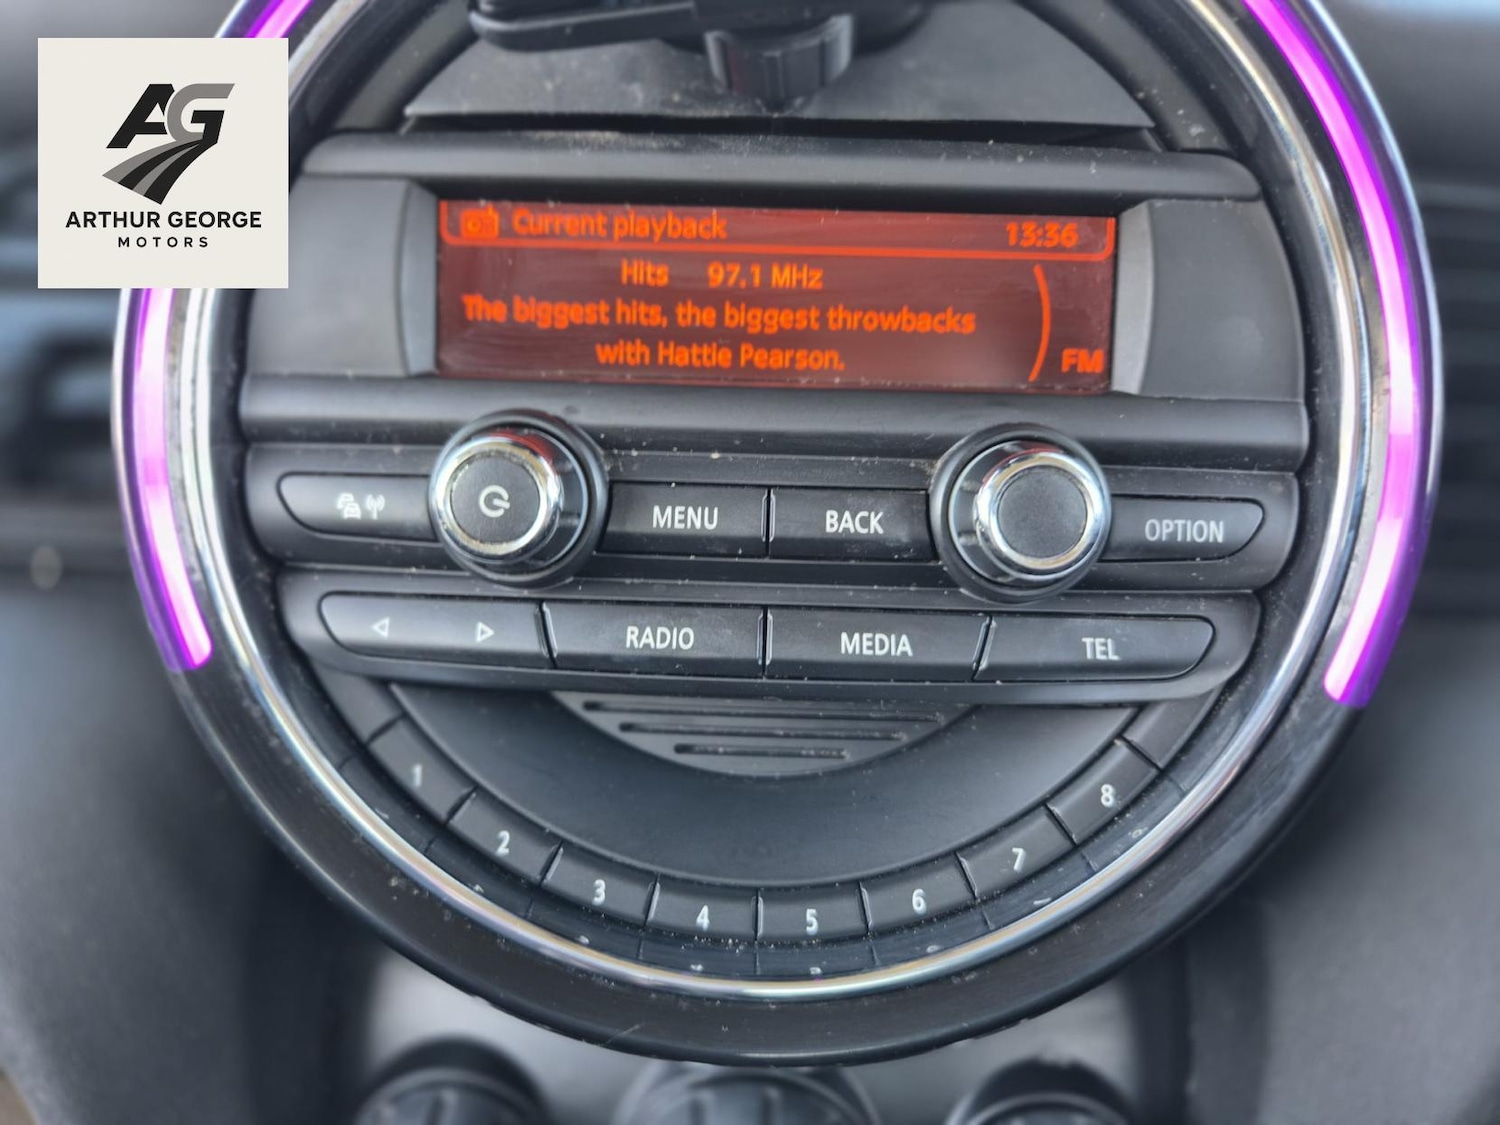 AG
ARTHUR GEORGE
MOTORS
Current playback 13:36
Hits 97.1 MHz
The biggest hits, the biggest throwbacks
with Hattie Pearson.
FM
MENU BACK OPTION
RADIO MEDIA TEL
1 2 3 4 5 6 7 8